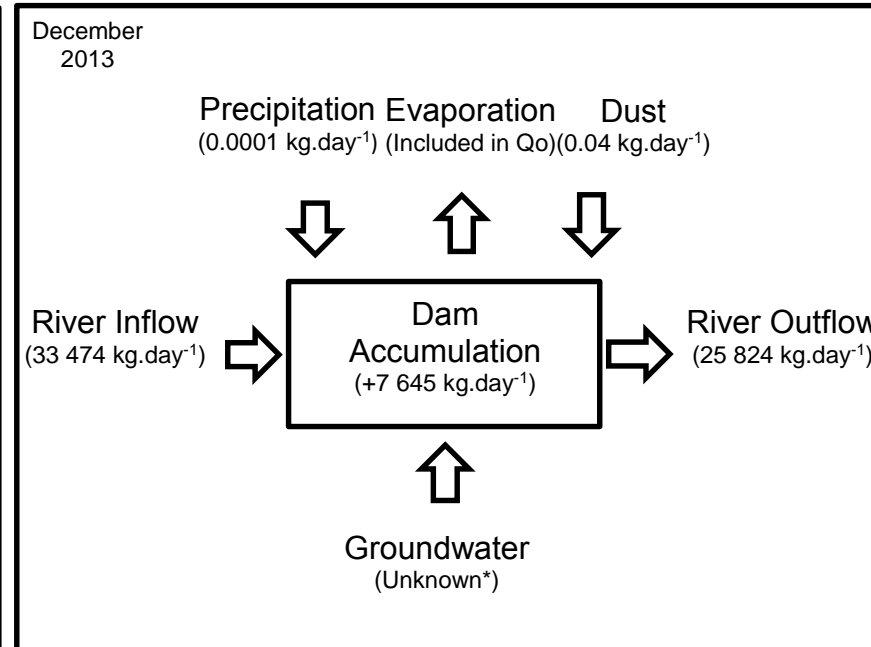 December
2013
Precipitation Evaporation Dust
(0.0001 kg.day-1) (Included in Qo)(0.04 kg.day-1)
River Inflow
(33 474 kg.day-1)
Dam
Accumulation
(+7 645 kg.day-1)
River Outflow
(25 824 kg.day-1)
Groundwater
(Unknown*)